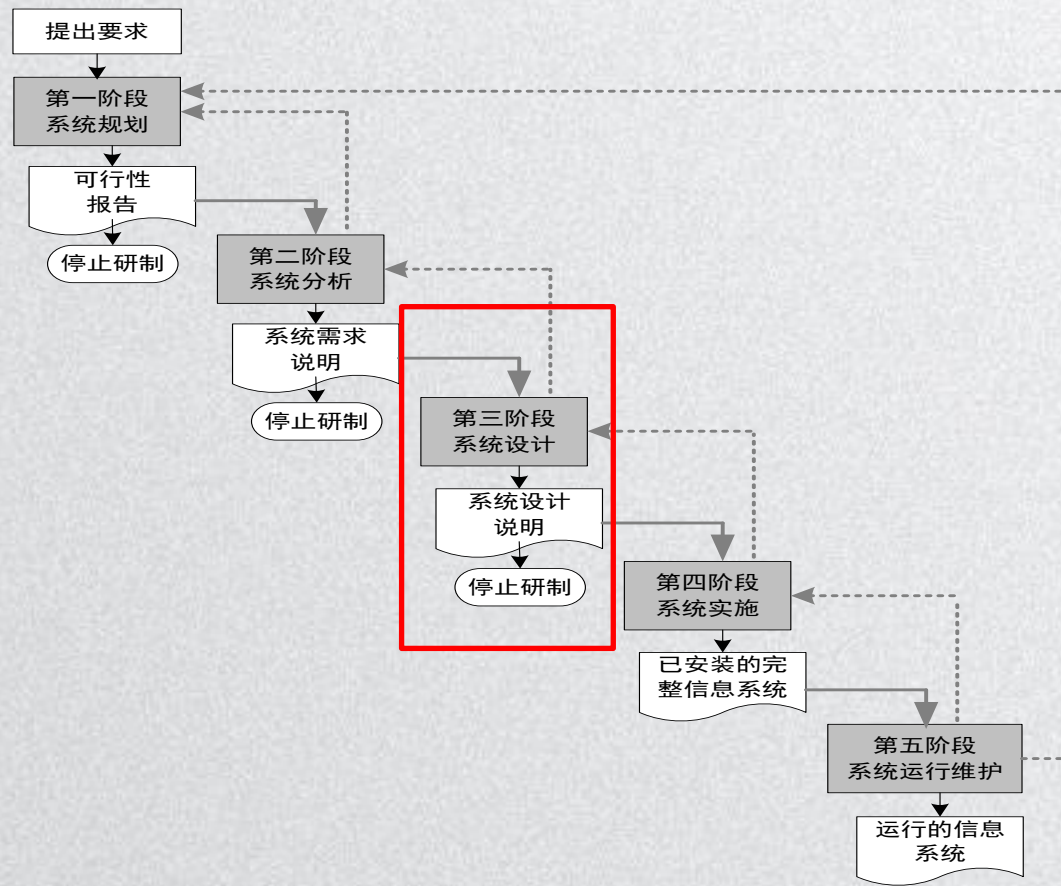 提出要求
第一阶段
系统规划
可行性
报告
停止研制
第二阶段
系统分析
系统需求
说明
停止研制
第三阶段
系统设计
系统设计
说明
停止研制
第四阶段
系统实施
已安装的完
整信息系统
第五阶段
系统运行维护
运行的信息
系统